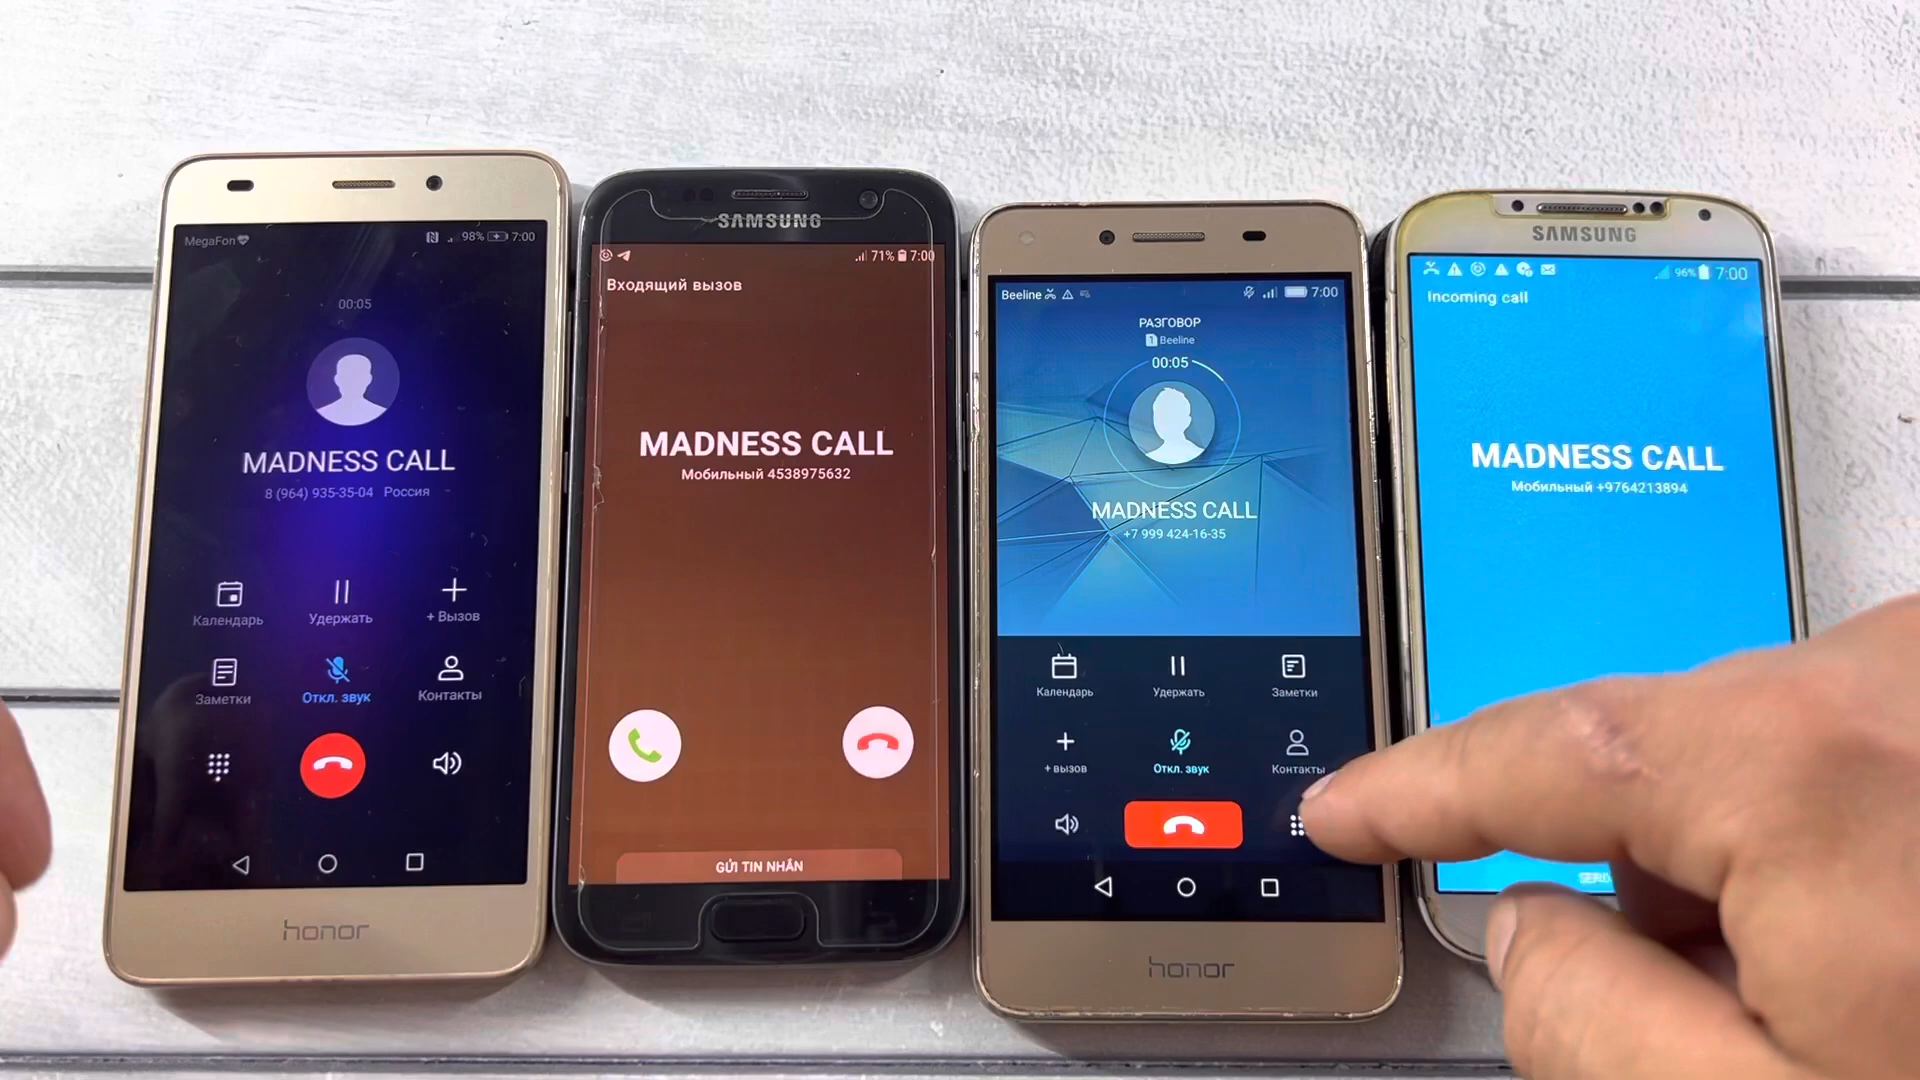 MegaFon
98%
7:00
00:05
MADNESS CALL
8 (964) 935-35-04 Россия
Календарь
Удержать
+ Вызов
Заметки
Откл. звук
Контакты
honor
SAMSUNG
71%
7:00
Входящий вызов
MADNESS CALL
Мобильный 4538975632
GỬI TIN NHẮN
Beeline
7:00
РАЗГОВОР
1 Beeline
00:05
MADNESS CALL
+7 999 424-16-35
Календарь
Удержать
Заметки
+ вызов
Откл. звук
Контакты
honor
SAMSUNG
96%
7:00
Incoming call
MADNESS CALL
Мобильный +9764213894